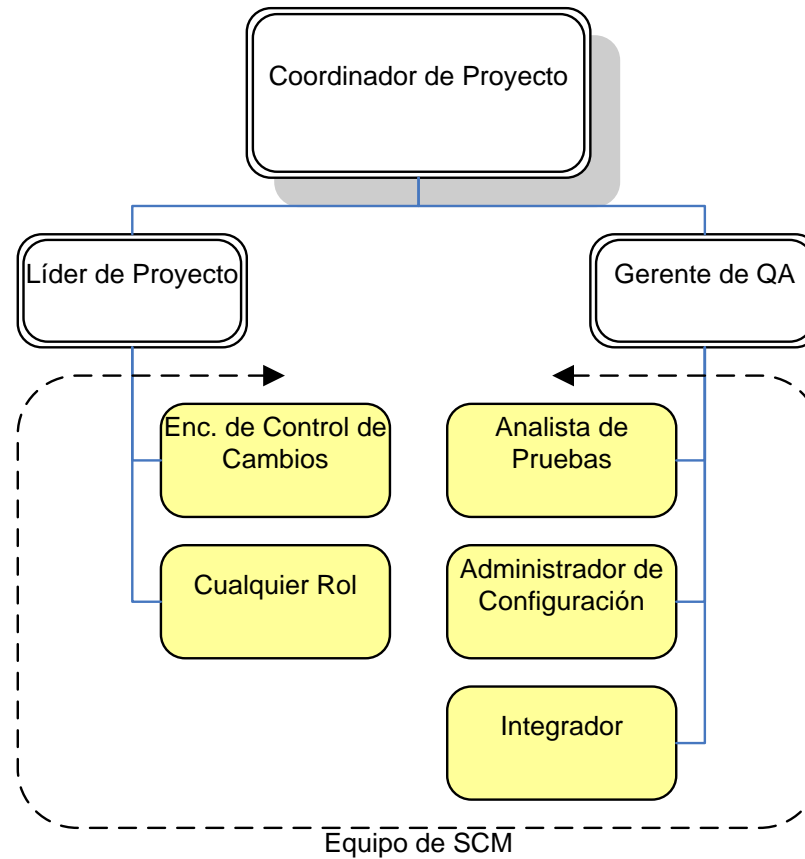 Coordinador de Proyecto
Líder de Proyecto
Gerente de QA
Enc. de Control de
Cambios
Analista de
Pruebas
Cualquier Rol
Administrador de
Configuración
Integrador
Equipo de SCM